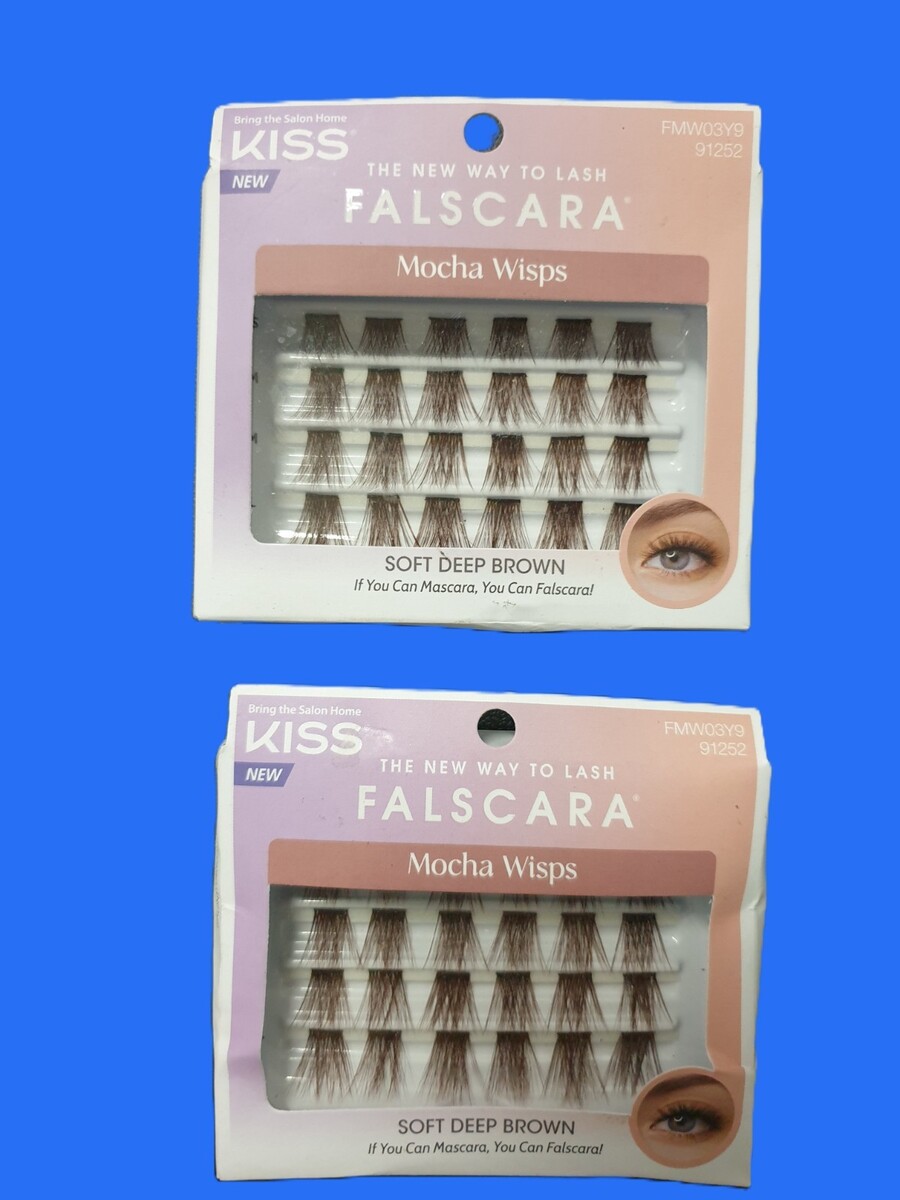 Bring the Salon Home
KISS
FMW03Y9
91252
NEW
THE NEW WAY TO LASH
FALSCARA
Mocha Wisps
SOFT DEEP BROWN
If You Can Mascara, You Can Falscara!
Bring the Salon Home
KISS
FMW03Y9
91252
NEW
THE NEW WAY TO LASH
FALSCARA
Mocha Wisps
SOFT DEEP BROWN
If You Can Mascara, You Can Falscara!